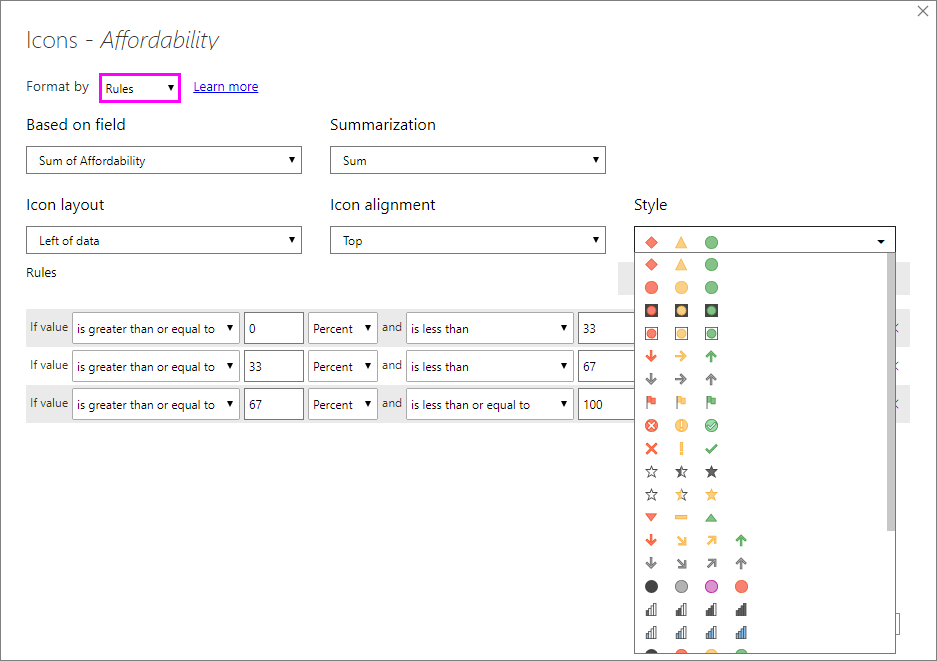 Icons - Affordability
Format by Rules Learn more
Based on field Summarization
Sum of Affordability Sum
Icon layout Icon alignment Style
Left of data Top
Rules
If value is greater than or equal to 0 Percent and is less than 33
If value is greater than or equal to 33 Percent and is less than 67
If value is greater than or equal to 67 Percent and is less than or equal to 100